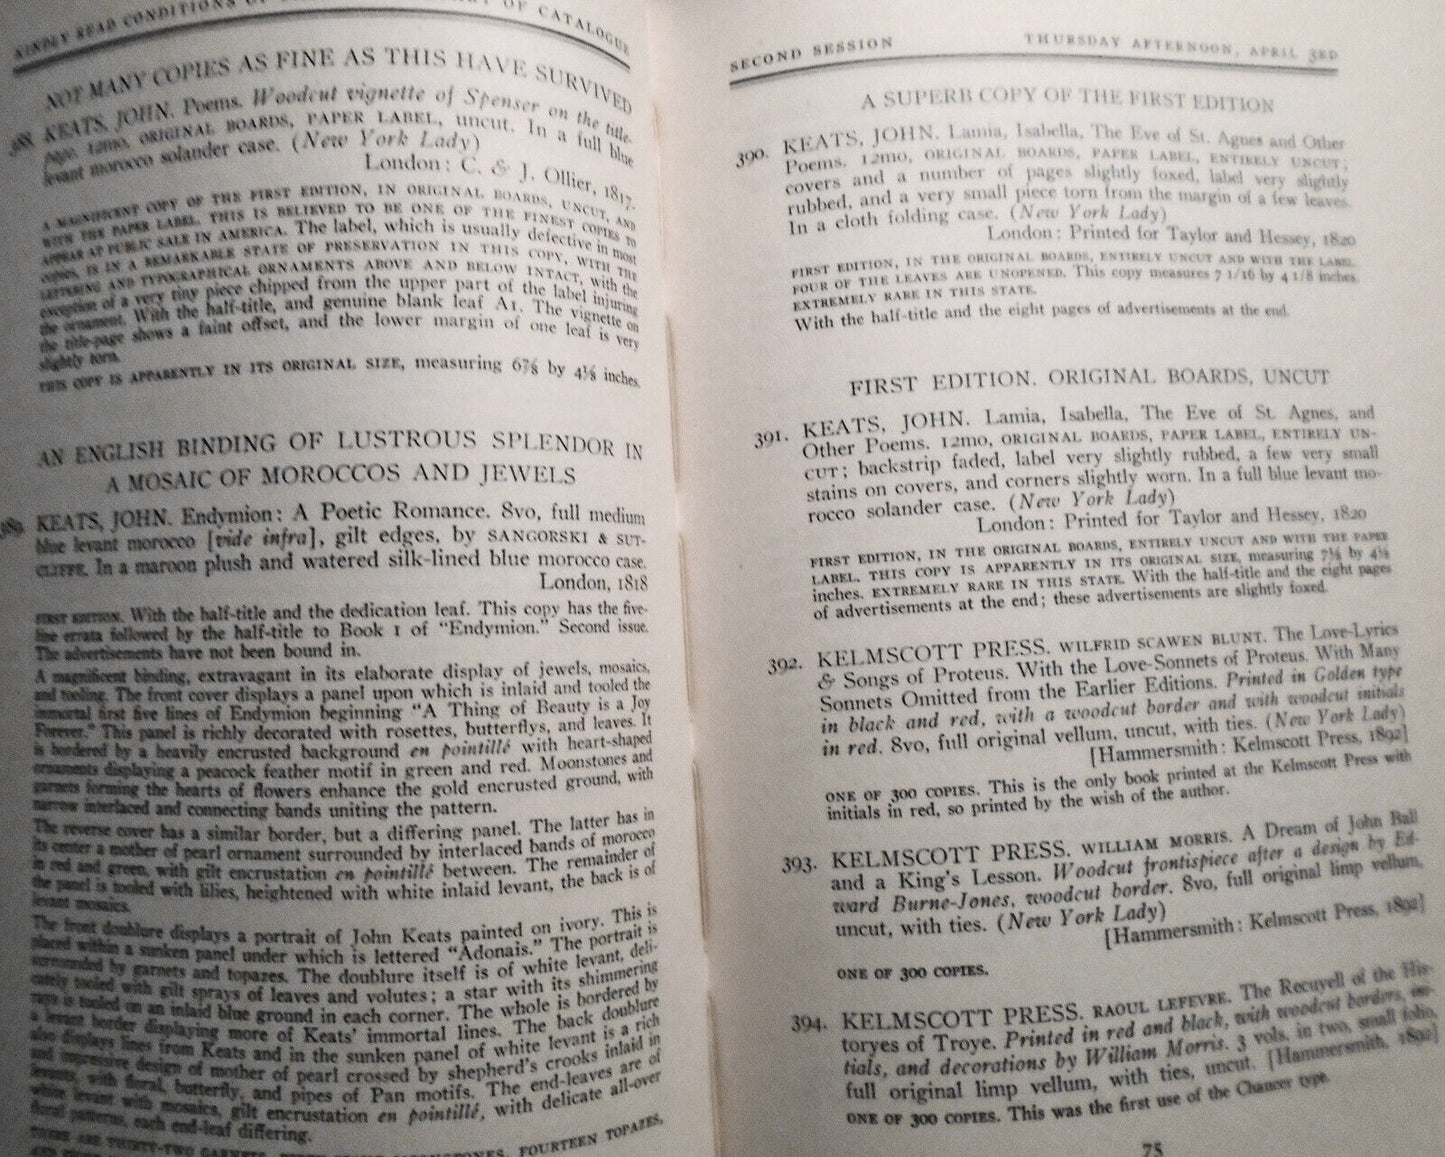 KINDLY READ CONDITIONS OF OF CATALOGUE
NOT MANY COPIES AS FINE AS THIS HAVE SURVIVED
388. KEATS, JOHN. Poems. Woodcut vignette of Spenser on the title-
page. 12mo, ORIGINAL BOARDS, PAPER LABEL, uncut. In a full blue
levant morocco solander case. (New York Lady)
London: C. & J. Ollier, 1817.
A MAGNIFICENT COPY OF THE FIRST EDITION, IN ORIGINAL BOARDS, UNCUT, AND
WITH THE PAPER LABEL. THIS IS BELIEVED TO BE ONE OF THE FINEST COPIES TO
APPEAR AT PUBLIC SALE IN AMERICA. The label, which is usually defective in most
copies, IS IN A REMARKABLE STATE OF PRESERVATION IN THIS COPY, WITH THE
LETTERING AND TYPOGRAPHICAL ORNAMENTS ABOVE AND BELOW INTACT, with the
exception of a very tiny piece chipped from the upper part of the label injuring
the ornament. With the half-title, and genuine blank leaf A1. The vignette on
the title-page shows a faint offset, and the lower margin of one leaf is very
slightly torn.
THIS COPY IS APPARENTLY IN ITS ORIGINAL SIZE, measuring 6⅞ by 4⅛ inches.
AN ENGLISH BINDING OF LUSTROUS SPLENDOR IN
A MOSAIC OF MOROCCOS AND JEWELS
389. KEATS, JOHN. Endymion: A Poetic Romance. 8vo, full medium
blue levant morocco [vide infra], gilt edges, by SANGORSKI & SUT-
CLIFFE. In a maroon plush and watered silk-lined blue morocco case.
London, 1818
FIRST EDITION. With the half-title and the dedication leaf. This copy has the five-
line errata followed by the half-title to Book I of "Endymion." Second issue.
The advertisements have not been bound in.
A magnificent binding, extravagant in its elaborate display of jewels, mosaics,
and tooling. The front cover displays a panel upon which is inlaid and tooled the
immortal first five lines of Endymion beginning "A Thing of Beauty is a Joy
Forever." This panel is richly decorated with rosettes, butterflys, and leaves. It
is bordered by a heavily encrusted background en pointillé with heart-shaped
ornaments displaying a peacock feather motif in green and red. Moonstones and
garnets forming the hearts of flowers enhance the gold encrusted ground, with
narrow interlaced and connecting bands uniting the pattern.
The reverse cover has a similar border, but a differing panel. The latter has in
its center a mother of pearl ornament surrounded by interlaced bands of morocco
in red and green, with gilt encrustation en pointillé between. The remainder of
the panel is tooled with lilies, heightened with white inlaid levant, the back is of
levant mosaics.
The front doublure displays a portrait of John Keats painted on ivory. This is
placed within a sunken panel under which is lettered "Adonais." The portrait is
surrounded by garnets and topazes. The doublure itself is of white levant, deli-
cately tooled with gilt sprays of leaves and volutes; a star with its shimmering
rays is tooled on an inlaid blue ground in each corner. The whole is bordered by
a levant border displaying more of Keats' immortal lines. The back doublure
also displays lines from Keats and in the sunken panel of white levant is a rich
and impressive design of mother of pearl crossed by shepherd's crooks inlaid in
levants, with floral, butterfly, and pipes of Pan motifs. The end-leaves are of
white levant with mosaics, gilt encrustation en pointillé, with delicate all-over
floral patterns, each end-leaf differing.
THERE ARE THIRTY-TWO GARNETS, FOURTEEN TOPAZES,
SECOND SESSION THURSDAY AFTERNOON, APRIL 3RD
A SUPERB COPY OF THE FIRST EDITION
390. KEATS, JOHN. Lamia, Isabella, The Eve of St. Agnes and Other
Poems. 12mo, ORIGINAL BOARDS, PAPER LABEL, ENTIRELY UNCUT;
covers and a number of pages slightly foxed, label very slightly
rubbed, and a very small piece torn from the margin of a few leaves.
In a cloth folding case. (New York Lady)
London: Printed for Taylor and Hessey, 1820
FIRST EDITION, IN THE ORIGINAL BOARDS, ENTIRELY UNCUT AND WITH THE LABEL.
FOUR OF THE LEAVES ARE UNOPENED. This copy measures 7 1/16 by 4 1/8 inches.
EXTREMELY RARE IN THIS STATE.
With the half-title and the eight pages of advertisements at the end.
FIRST EDITION. ORIGINAL BOARDS, UNCUT
391. KEATS, JOHN. Lamia, Isabella, The Eve of St. Agnes, and
Other Poems. 12mo, ORIGINAL BOARDS, PAPER LABEL, ENTIRELY UN-
CUT; backstrip faded, label very slightly rubbed, a few very small
stains on covers, and corners slightly worn. In a full blue levant mo-
rocco solander case. (New York Lady)
London: Printed for Taylor and Hessey, 1820
FIRST EDITION, IN THE ORIGINAL BOARDS, ENTIRELY UNCUT AND WITH THE PAPER
LABEL. THIS COPY IS APPARENTLY IN ITS ORIGINAL SIZE, measuring 7⅛ by 4⅛
inches. EXTREMELY RARE IN THIS STATE. With the half-title and the eight pages
of advertisements at the end; these advertisements are slightly foxed.
392. KELMSCOTT PRESS. WILFRID SCAWEN BLUNT. The Love-Lyrics
& Songs of Proteus. With the Love-Sonnets of Proteus. With Many
Sonnets Omitted from the Earlier Editions. Printed in Golden type
in black and red, with a woodcut border and with woodcut initials
in red. 8vo, full original vellum, uncut, with ties. (New York Lady)
[Hammersmith: Kelmscott Press, 1892]
ONE OF 300 COPIES. This is the only book printed at the Kelmscott Press with
initials in red, so printed by the wish of the author.
393. KELMSCOTT PRESS. WILLIAM MORRIS. A Dream of John Ball
and a King's Lesson. Woodcut frontispiece after a design by Ed-
ward Burne-Jones, woodcut border. 8vo, full original limp vellum,
uncut, with ties. (New York Lady)
[Hammersmith: Kelmscott Press, 1892]
ONE OF 300 COPIES.
394. KELMSCOTT PRESS. RAOUL LEFEVRE. The Recuyell of the His-
toryes of Troye. Printed in red and black, with woodcut borders, ini-
tials, and decorations by William Morris. 3 vols. in two, small folio,
full original limp vellum, with ties, uncut. [Hammersmith, 1892]
ONE OF 300 COPIES. This was the first use of the Chaucer type.
75